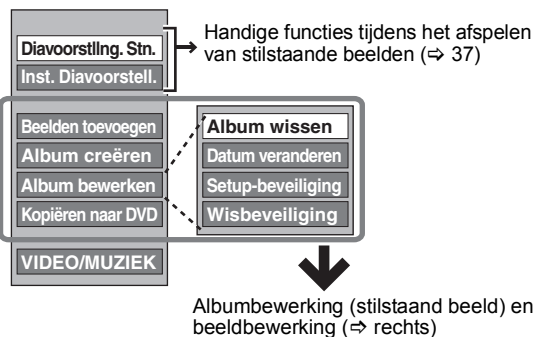 Diavoorstllng. Stn.
Inst. Diavoorstell.
Handige functies tijdens het afspelen
van stilstaande beelden (⇨ 37)
Beelden toevoegen
Album creëren
Album bewerken
Kopiëren naar DVD
VIDEO/MUZIEK
Album wissen
Datum veranderen
Setup-beveiliging
Wisbeveiliging
Albumbewerking (stilstaand beeld) en
beeldbewerking (⇨ rechts)